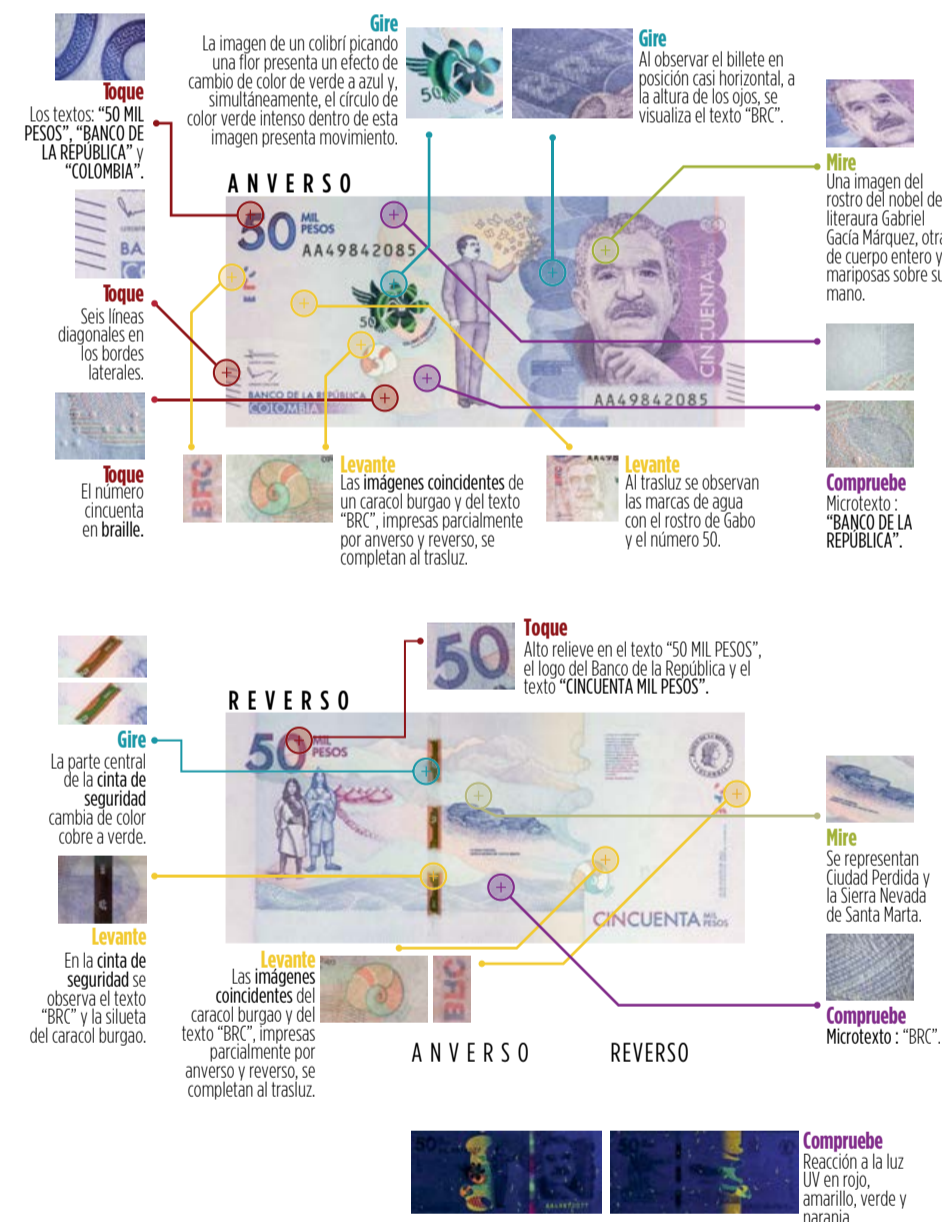 Toque
Los textos: “50 MIL
PESOS”, “BANCO DE
LA REPÚBLICA” y
“COLOMBIA”.
Gire
La imagen de un colibrí picando
una flor presenta un efecto de
cambio de color de verde a azul y,
simultáneamente, el círculo de
color verde intenso dentro de esta
imagen presenta movimiento.
50
Gire
Al observar el billete en
posición casi horizontal, a
la altura de los ojos, se
visualiza el texto “BRC”.
Mire
Una imagen del
rostro del nobel de
literaura Gabriel
Gacía Márquez, otra
de cuerpo entero y
mariposas sobre su
mano.
BA
Toque
Seis líneas
diagonales en
los bordes
laterales.
Toque
El número
cincuenta
en braille.
ANVERSO
50 MIL
PESOS
AA49842085
50
CINCUENTA
BANCO DE LA REPÚBLICA
COLOMBIA
AA49842085
BRC
Levante
Las imágenes coincidentes de
un caracol burgao y del texto
“BRC”, impresas parcialmente
por anverso y reverso, se
completan al trasluz.
Levante
Al trasluz se observan
las marcas de agua
con el rostro de Gabo
y el número 50.
Compruebe
Microtexto :
“BANCO DE LA
REPÚBLICA”.
50
Toque
Alto relieve en el texto “50 MIL PESOS”,
el logo del Banco de la República y el
texto “CINCUENTA MIL PESOS”.
REVERSO
50 MIL
PESOS
CINCUENTA MIL
PESOS
Gire
La parte central
de la cinta de
seguridad
cambia de color
cobre a verde.
Levante
En la cinta de
seguridad se
observa el texto
“BRC” y la silueta
del caracol burgao.
Levante
Las imágenes
coincidentes del
caracol burgao y del
texto “BRC”, impresas
parcialmente por
anverso y reverso, se
completan al trasluz.
BRC
Mire
Se representan
Ciudad Perdida y
la Sierra Nevada
de Santa Marta.
Compruebe
Microtexto : “BRC”.
ANVERSO
REVERSO
50
Compruebe
Reacción a la luz
UV en rojo,
amarillo, verde y
naranja